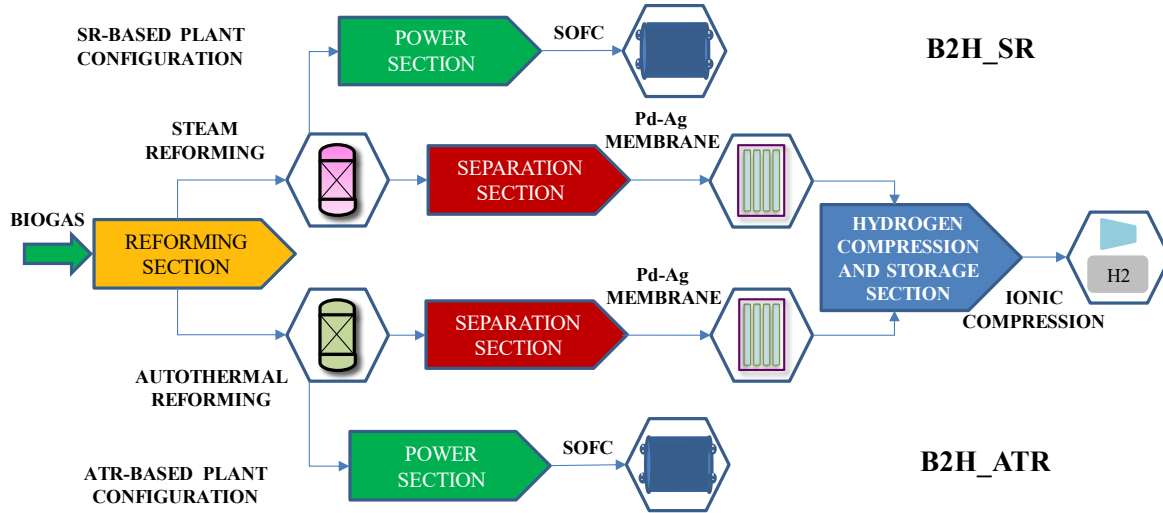 SR-BASED PLANT
CONFIGURATION
POWER
SECTION
SOFC
B2H_SR
STEAM
REFORMING
SEPARATION
SECTION
Pd-Ag
MEMBRANE
BIOGAS
REFORMING
SECTION
HYDROGEN
COMPRESSION
AND STORAGE
SECTION
H2
IONIC
COMPRESSION
Pd-Ag
MEMBRANE
SEPARATION
SECTION
AUTOTHERMAL
REFORMING
POWER
SECTION
SOFC
B2H_ATR
ATR-BASED PLANT
CONFIGURATION